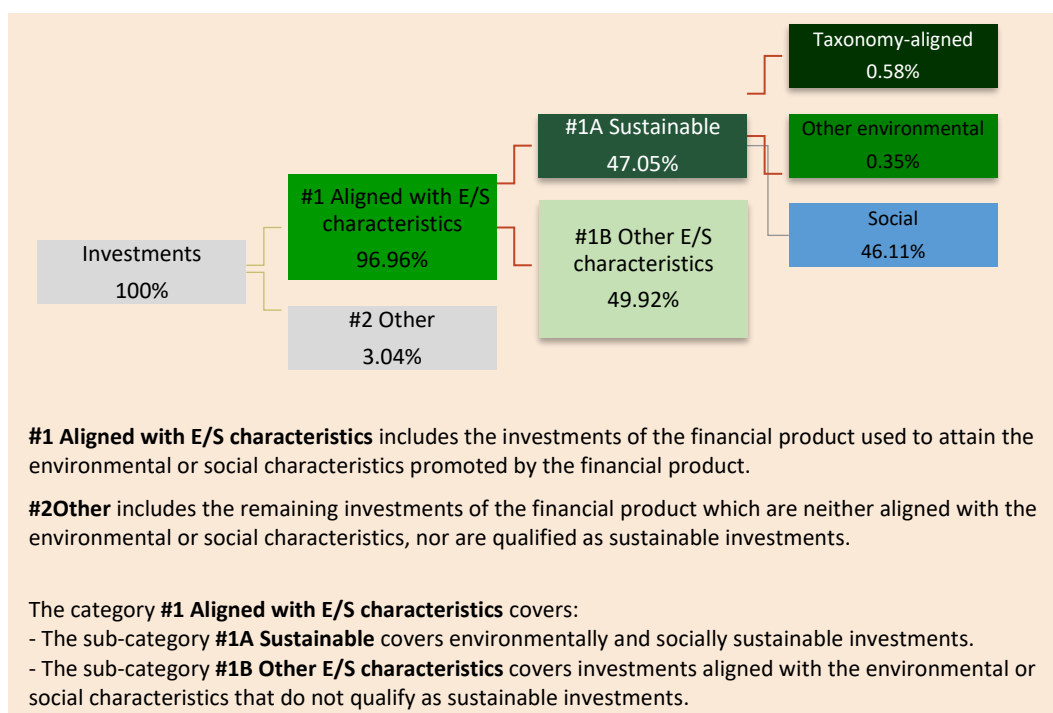 Investments
100%
#1 Aligned with E/S
characteristics
96.96%
#2 Other
3.04%
#1A Sustainable
47.05%
#1B Other E/S
characteristics
49.92%
Taxonomy-aligned
0.58%
Other environmental
0.35%
Social
46.11%
#1 Aligned with E/S characteristics includes the investments of the financial product used to attain the
environmental or social characteristics promoted by the financial product.
#2Other includes the remaining investments of the financial product which are neither aligned with the
environmental or social characteristics, nor are qualified as sustainable investments.
The category #1 Aligned with E/S characteristics covers:
- The sub-category #1A Sustainable covers environmentally and socially sustainable investments.
- The sub-category #1B Other E/S characteristics covers investments aligned with the environmental or
social characteristics that do not qualify as sustainable investments.